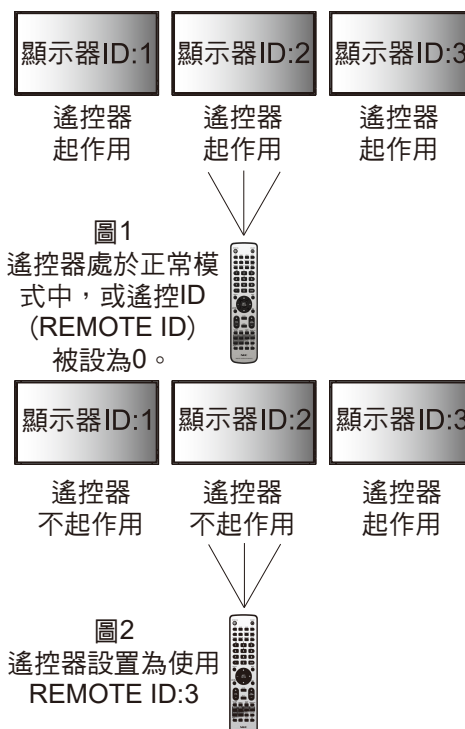 顯示器ID:1 顯示器ID:2 顯示器ID:3
遙控器 遙控器 遙控器
起作用 起作用 起作用
圖1
遙控器處於正常模
式中，或遙控ID
(REMOTE ID)
被設為0。
顯示器ID:1 顯示器ID:2 顯示器ID:3
遙控器 遙控器 遙控器
不起作用 不起作用 起作用
圖2
遙控器設置為使用
REMOTE ID:3